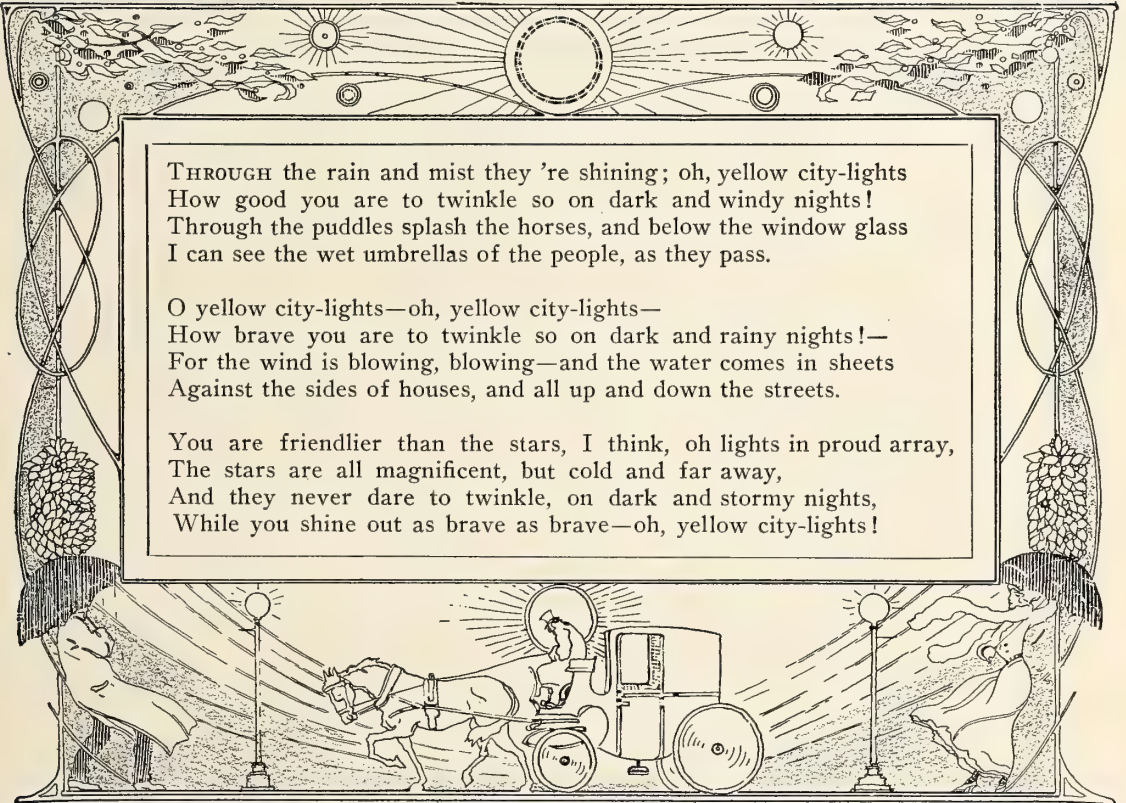 THROUGH the rain and mist they 're shining; oh, yellow city-lights
How good you are to twinkle so on dark and windy nights!
Through the puddles splash the horses, and below the window glass
I can see the wet umbrellas of the people, as they pass.

O yellow city-lights—oh, yellow city-lights—
How brave you are to twinkle so on dark and rainy nights!—
For the wind is blowing, blowing—and the water comes in sheets
Against the sides of houses, and all up and down the streets.

You are friendlier than the stars, I think, oh lights in proud array,
The stars are all magnificent, but cold and far away,
And they never dare to twinkle, on dark and stormy nights,
While you shine out as brave as brave—oh, yellow city-lights!